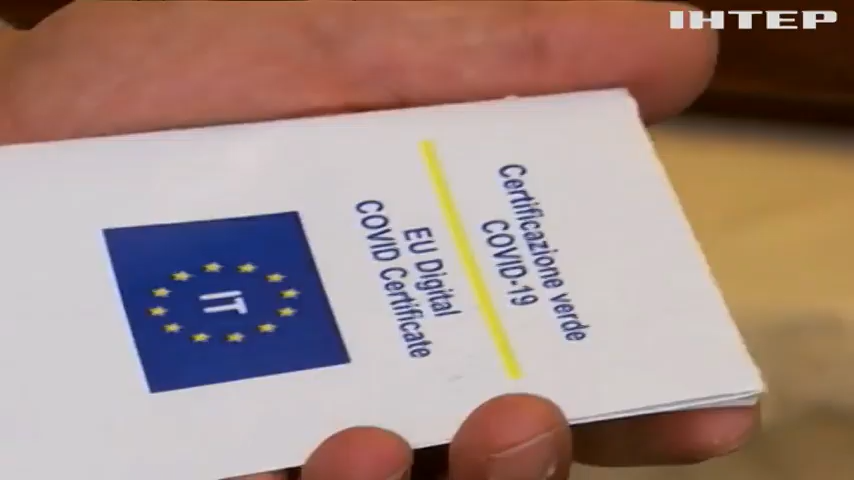 ІНТЕР
Certificazione verde
COVID-19
EU Digital
COVID Certificate
IT